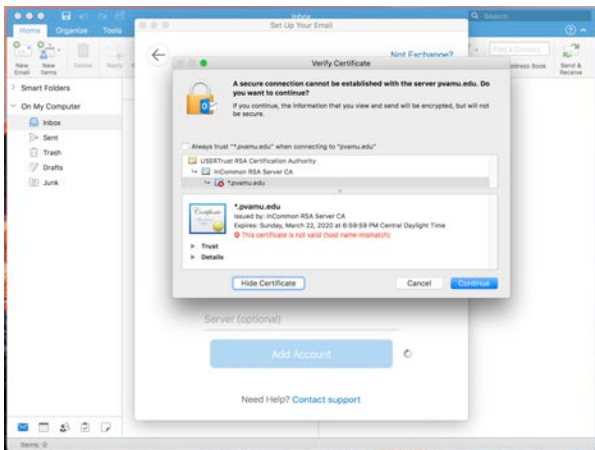 Inbox
Search
Home Organize Tools
Set Up Your Email
New Email
New Items
Delete
Reply
Not Exchange?
Find a Contact
Address Book
Send & Receive
Verify Certificate
A secure connection cannot be established with the server pvamu.edu. Do
you want to continue?
If you continue, the information that you view and send will be encrypted, but will not
be secure.
Smart Folders
On My Computer
Inbox
Sent
Trash
Drafts
Junk
Always trust "*.pvamu.edu" when connecting to "pvamu.edu"
USERTrust RSA Certification Authority
InCommon RSA Server CA
*.pvamu.edu
Certificate
*.pvamu.edu
Issued by: InCommon RSA Server CA
Expires: Sunday, March 22, 2020 at 6:59:59 PM Central Daylight Time
This certificate is not valid (host name mismatch)
Trust
Details
Hide Certificate
Cancel
Continue
Server (optional)
Add Account
Need Help? Contact support
Items: 0